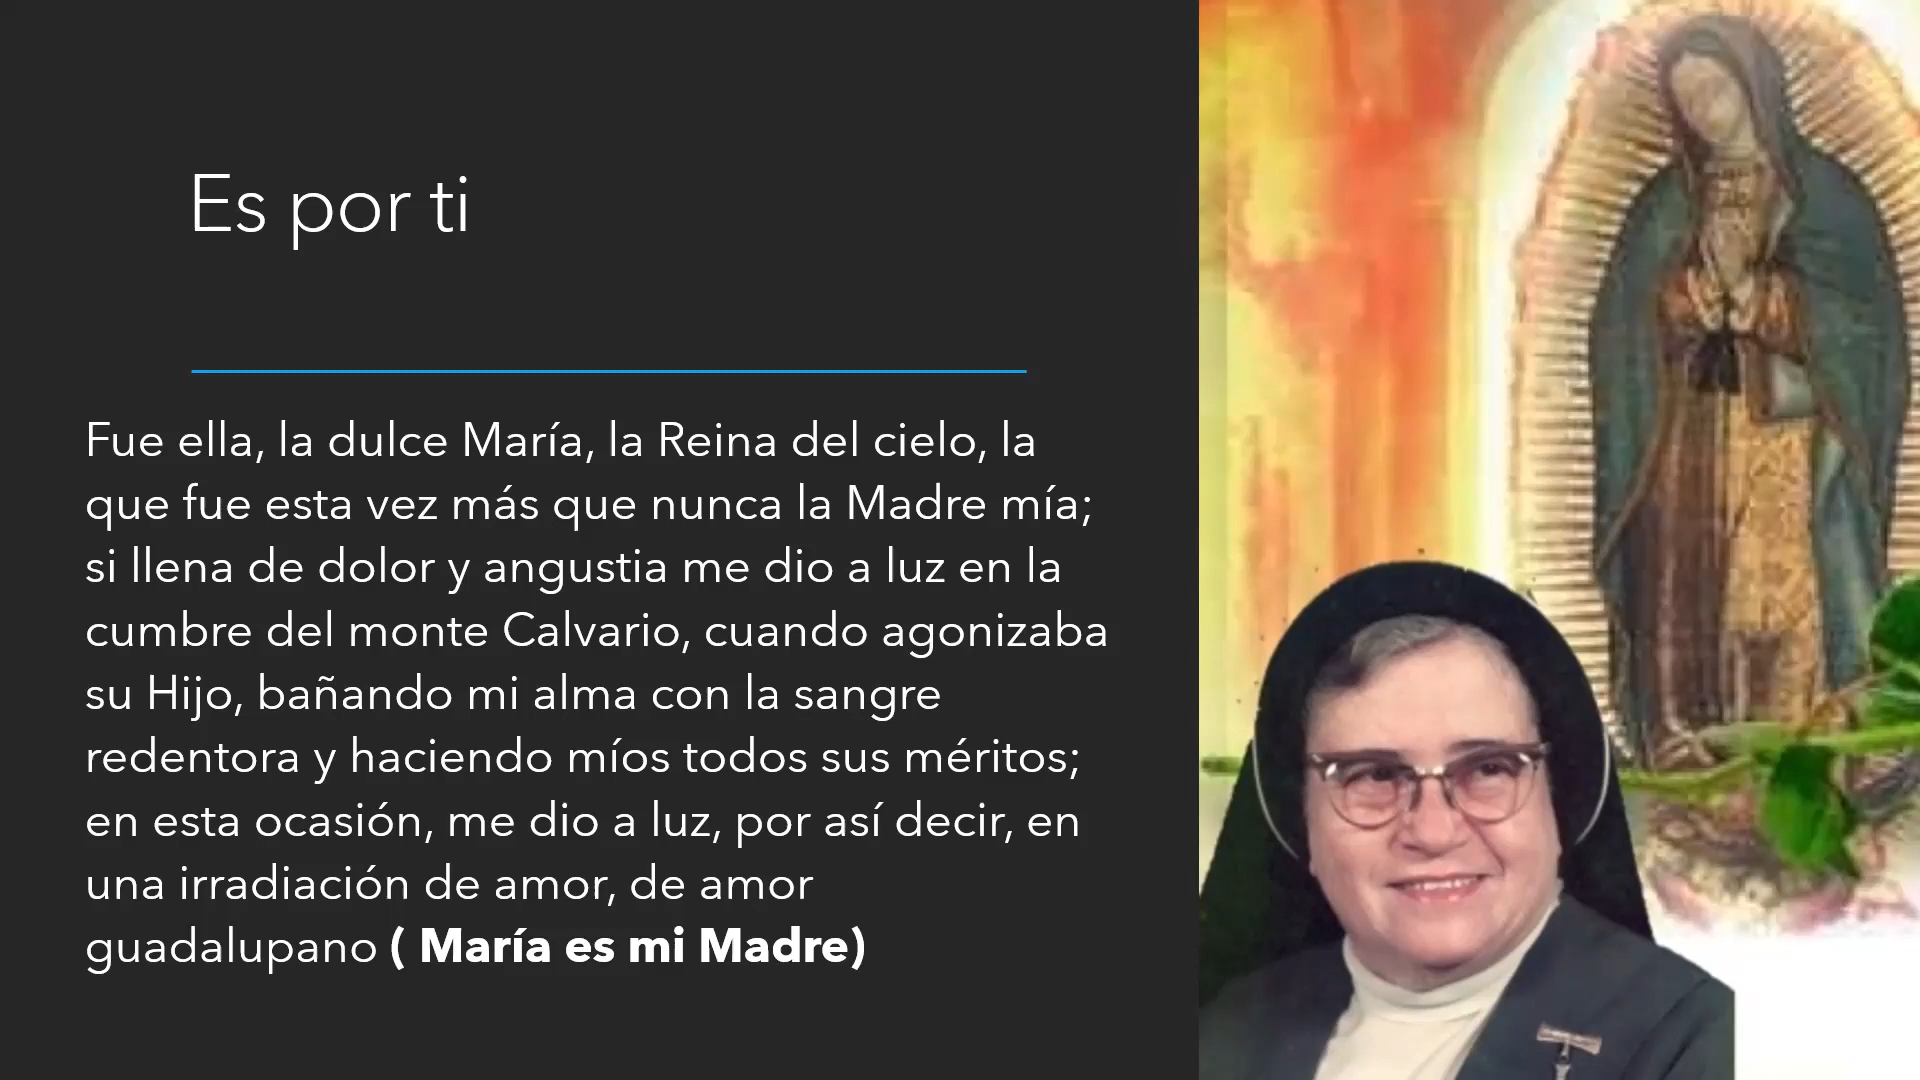 Es por ti
Fue ella, la dulce María, la Reina del cielo, la
que fue esta vez más que nunca la Madre mía;
si llena de dolor y angustia me dio a luz en la
cumbre del monte Calvario, cuando agonizaba
su Hijo, bañando mi alma con la sangre
redentora y haciendo míos todos sus méritos;
en esta ocasión, me dio a luz, por así decir, en
una irradiación de amor, de amor
guadalupano ( María es mi Madre)